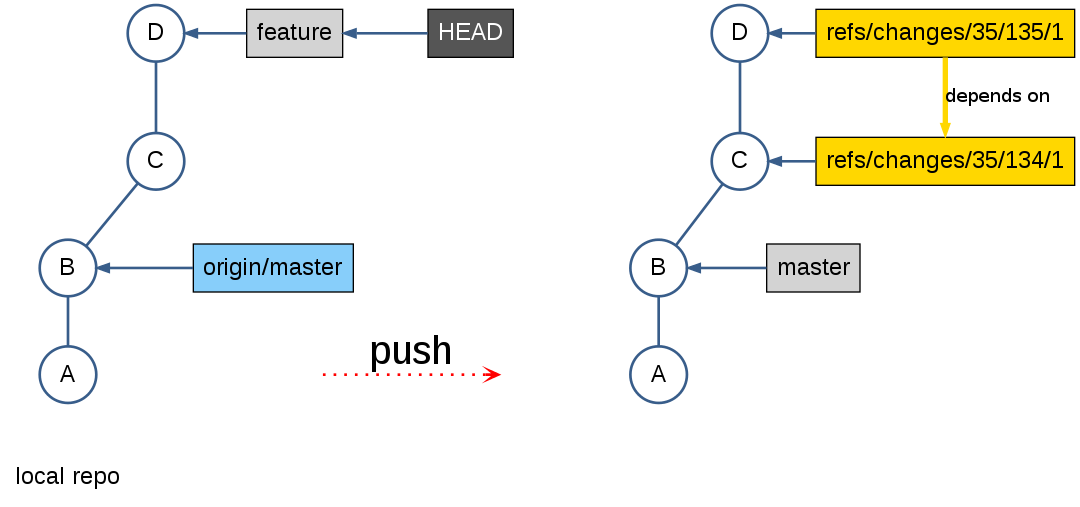 D
feature
HEAD
D
refs/changes/35/135/1
depends on
C
C
refs/changes/35/134/1
B
origin/master
B
master
push
A
A
local repo